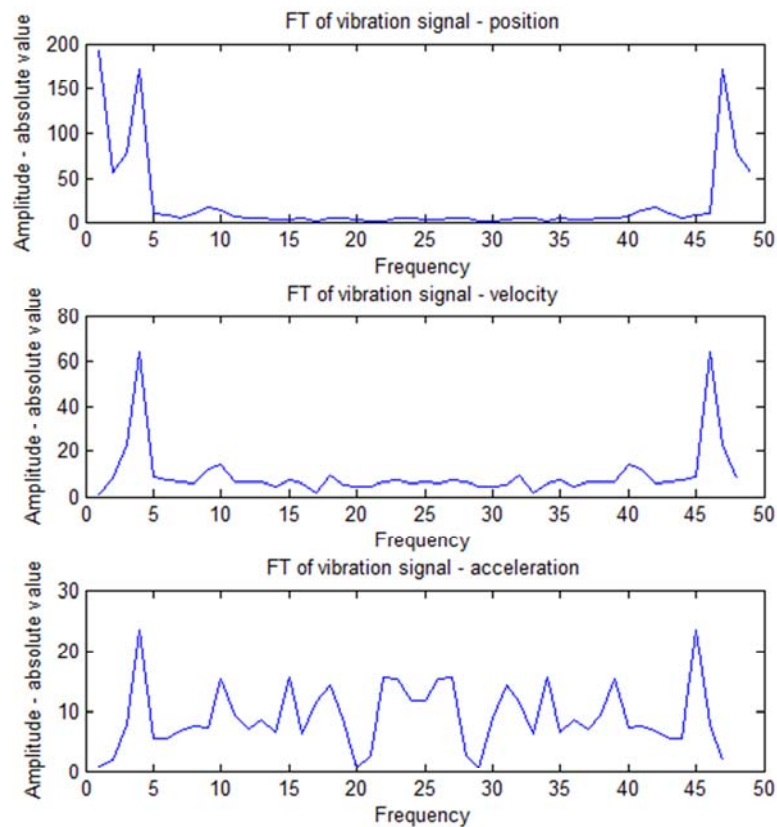 FT of vibration signal - position
Amplitude - absolute value
200
150
100
50
0
0 5 10 15 20 25 30 35 40 45 50
Frequency
FT of vibration signal - velocity
Amplitude - absolute value
80
60
40
20
0
0 5 10 15 20 25 30 35 40 45 50
Frequency
FT of vibration signal - acceleration
Amplitude - absolute value
30
20
10
0
0 5 10 15 20 25 30 35 40 45 50
Frequency